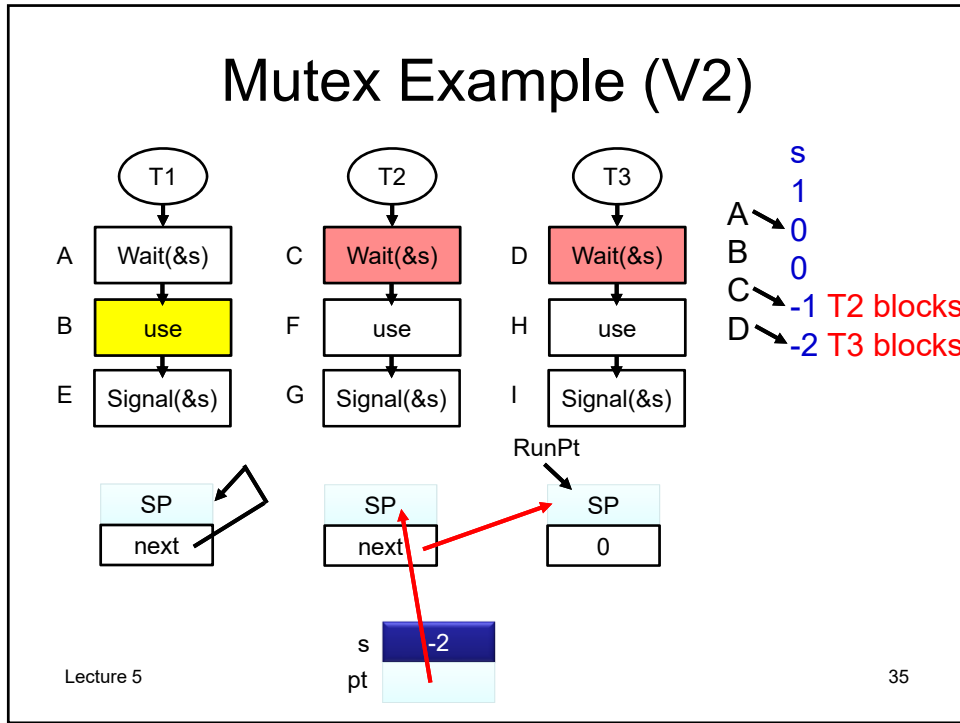 Mutex Example (V2)
T1
T2
T3
A
Wait(&s)
C
Wait(&s)
D
Wait(&s)
B
use
F
use
H
use
E
Signal(&s)
G
Signal(&s)
I
Signal(&s)
s
1
A
0
B
0
C
-1 T2 blocks
D
-2 T3 blocks
RunPt
SP
SP
SP
next
next
0
s
-2
pt
Lecture 5
35